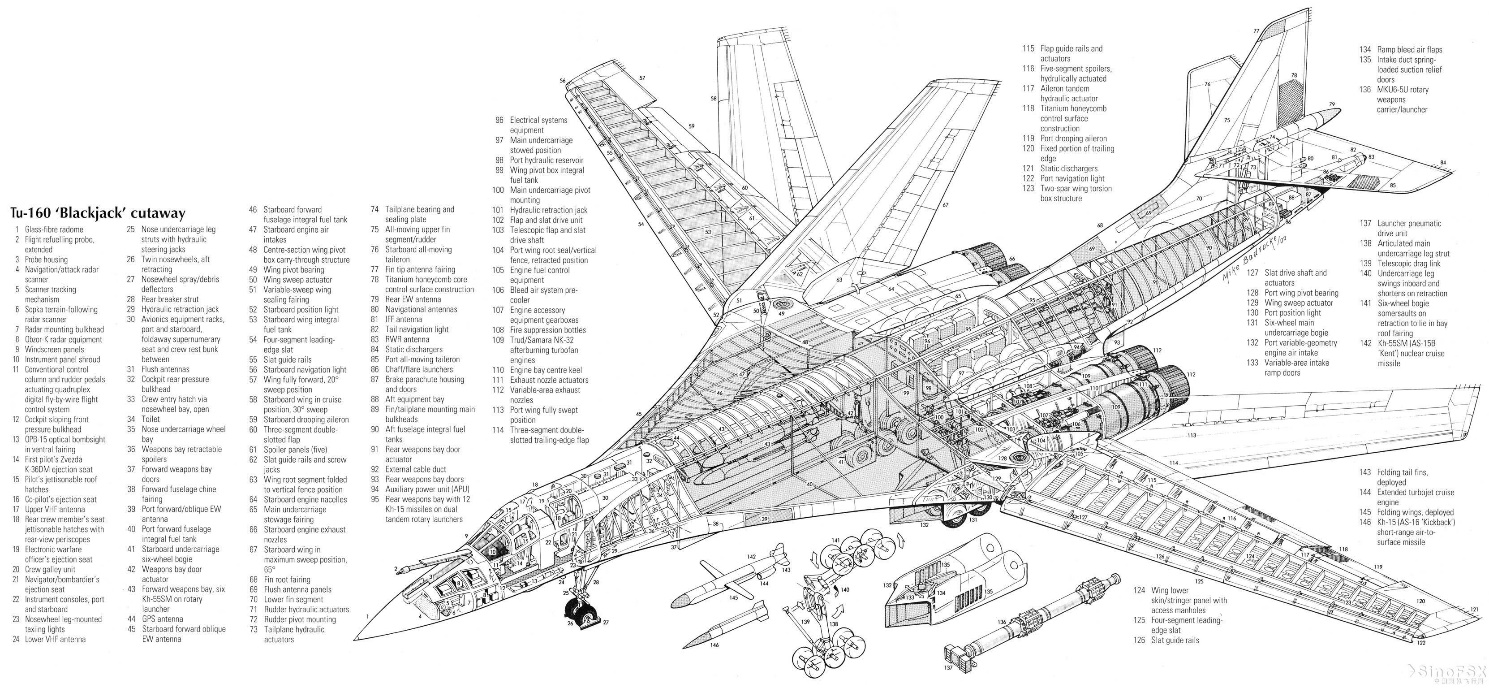 Tu-160 'Blackjack' cutaway
1 Glass-fibre radome
2 Flight refuelling probe,
extended
3 Probe housing
4 Navigation/attack radar
scanner
5 Scanner tracking
mechanism
6 Sopka terrain-following
radar scanner
7 Radar mounting bulkhead
8 Obzor K radar equipment
9 Windscreen panels
10 Instrument panel shroud
11 Conventional control
column and rudder pedals
actuating quadruplex
digital fly-by-wire flight
control system
12 Cockpit sloping front
pressure bulkhead
13 OPB-15 optical bombsight
in ventral fairing
14 First pilot's Zvezda
K 36DM ejection seat
15 Pilot's jettisonable roof
hatches
16 Co-pilot's ejection seat
17 Upper VHF antenna
18 Rear crew member's seat
jettisonable hatches with
rear-view periscopes
19 Electronic warfare
officer's ejection seat
20 Crew galley unit
21 Navigator/bombardier's
ejection seat
22 Instrument consoles, port
and starboard
23 Nosewheel leg-mounted
taxiing lights
24 Lower VHF antenna
25 Nose undercarriage leg
struts with hydraulic
steering jacks
26 Twin nosewheels, aft
retracting
27 Nosewheel spray/debris
deflectors
28 Rear breaker strut
29 Hydraulic retraction jack
30 Avionics equipment racks,
port and starboard,
foldaway supernumerary
seat and crew rest bunk
between
31 Flush antennas
32 Cockpit rear pressure
bulkhead
33 Crew entry hatch via
nosewheel bay, open
34 Toilet
35 Nose undercarriage wheel
bay
36 Weapons bay retractable
spoilers
37 Forward weapons bay
doors
38 Forward fuselage chine
fairing
39 Port forward/oblique EW
antenna
40 Port forward fuselage
integral fuel tank
41 Starboard undercarriage
six-wheel bogie
42 Weapons bay door
actuator
43 Forward weapons bay, six
Kh-55SM on rotary
launcher
44 GPS antenna
45 Starboard forward oblique
EW antenna
46 Starboard forward
fuselage integral fuel tank
47 Starboard engine air
intakes
48 Centre-section wing pivot
box carry-through structure
49 Wing pivot bearing
50 Wing sweep actuator
51 Variable-sweep wing
sealing fairing
52 Starboard position light
53 Starboard wing integral
fuel tank
54 Four-segment leading-
edge slat
55 Slat guide rails
56 Starboard navigation light
57 Wing fully forward, 20°
sweep position
58 Starboard wing in cruise
position, 30° sweep
59 Starboard drooping aileron
60 Three-segment double-
slotted flap
61 Spoiler panels (five)
62 Slat guide rails and screw
jacks
63 Wing root segment folded
to vertical fence position
64 Starboard engine nacelles
65 Main undercarriage
stowage fairing
66 Starboard engine exhaust
nozzles
67 Starboard wing in
maximum sweep position,
65°
68 Fin root fairing
69 Flush antenna panels
70 Lower fin segment
71 Rudder hydraulic actuators
72 Rudder pivot mounting
73 Tailplane hydraulic
actuators
74 Tailplane bearing and
sealing plate
75 All-moving upper fin
segment/rudder
76 Starboard all-moving
taileron
77 Fin tip antenna fairing
78 Titanium honeycomb core
control surface construction
79 Rear EW antenna
80 Navigational antennas
81 IFF antenna
82 Tail navigation light
83 RWR antenna
84 Static dischargers
85 Port all-moving taileron
86 Chaff/flare launchers
87 Brake parachute housing
and doors
88 Aft equipment bay
89 Fin/tailplane mounting main
bulkheads
90 Aft fuselage integral fuel
tanks
91 Rear weapons bay door
actuator
92 External cable duct
93 Rear weapons bay doors
94 Auxiliary power unit (APU)
95 Rear weapons bay with 12
Kh-15 missiles on dual
tandem rotary launchers
96 Electrical systems
equipment
97 Main undercarriage
stowed position
98 Port hydraulic reservoir
99 Wing pivot box integral
fuel tank
100 Main undercarriage pivot
mounting
101 Hydraulic retraction jack
102 Flap and slat drive unit
103 Telescopic flap and slat
drive shaft
104 Port wing root seal/vertical
fence, retracted position
105 Engine fuel control
equipment
106 Bleed air system pre-
cooler
107 Engine accessory
equipment gearboxes
108 Fire suppression bottles
109 Trud/Samara NK-32
afterburning turbofan
engines
110 Engine bay centre keel
111 Exhaust nozzle actuators
112 Variable-area exhaust
nozzles
113 Port wing fully swept
position
114 Three-segment double-
slotted trailing-edge flap
115 Flap guide rails and
actuators
116 Five-segment spoilers,
hydrulically actuated
117 Aileron tandem
hydraulic actuator
118 Titanium honeycomb
control surface
construction
119 Port drooping aileron
120 Fixed portion of trailing
edge
121 Static dischargers
122 Port navigation light
123 Two-spar wing torsion
box structure
124 Wing lower
skin/stringer panel with
access manholes
125 Four-segment leading-
edge slat
126 Slat guide rails
127 Slat drive shaft and
actuators
128 Port wing pivot bearing
129 Wing sweep actuator
130 Port position light
131 Six-wheel main
undercarriage bogie
132 Port variable-geometry
engine air intake
133 Variable-area intake
ramp doors
134 Ramp bleed air flaps
135 Intake duct spring-
loaded suction relief
doors
136 MKU6-5U rotary
weapons
carrier/launcher
137 Launcher pneumatic
drive unit
138 Articulated main
undercarriage leg strut
139 Telescopic drag link
140 Undercarriage leg
swings inboard and
shortens on retraction
141 Six-wheel bogie
somersaults on
retraction to lie in bay
roof fairing
142 Kh-55SM (AS-15B
'Kent') nuclear cruise
missile
143 Folding tail fins,
deployed
144 Extended turbojet cruise
engine
145 Folding wings, deployed
146 Kh-15 (AS-16 'Kickback')
short-range air-to-
surface missile
Mike Badrocke/99
SinoFSX